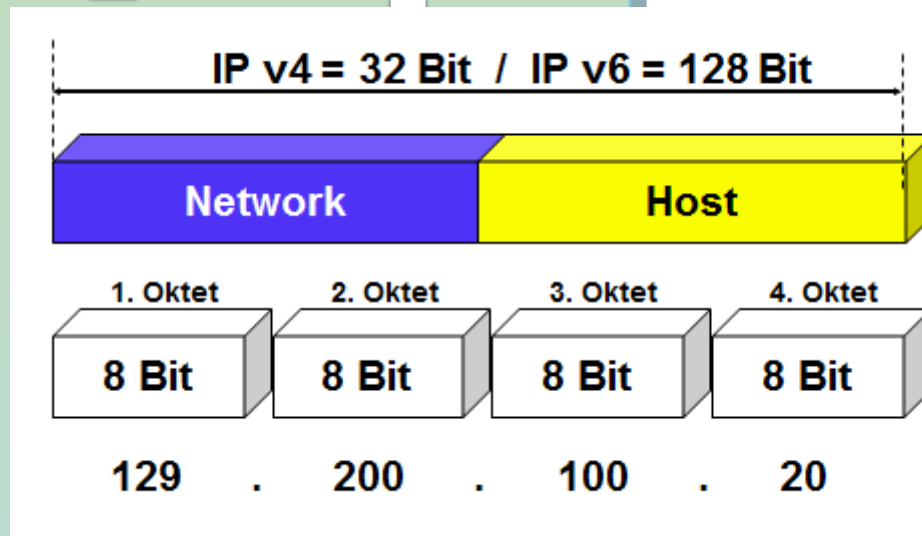 IP v4 = 32 Bit / IP v6 = 128 Bit
Network Host
1. Oktet 2. Oktet 3. Oktet 4. Oktet
8 Bit 8 Bit 8 Bit 8 Bit
129 . 200 . 100 . 20